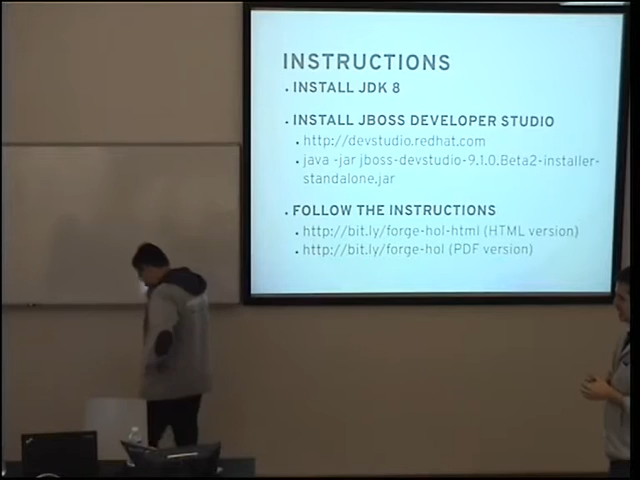 INSTRUCTIONS
• INSTALL JDK 8
• INSTALL JBOSS DEVELOPER STUDIO
• http://devstudio.redhat.com
• java -jar jboss-devstudio-9.1.0.Beta2-installer-
standalone.jar
• FOLLOW THE INSTRUCTIONS
• http://bit.ly/forge-hol-html (HTML version)
• http://bit.ly/forge-hol (PDF version)